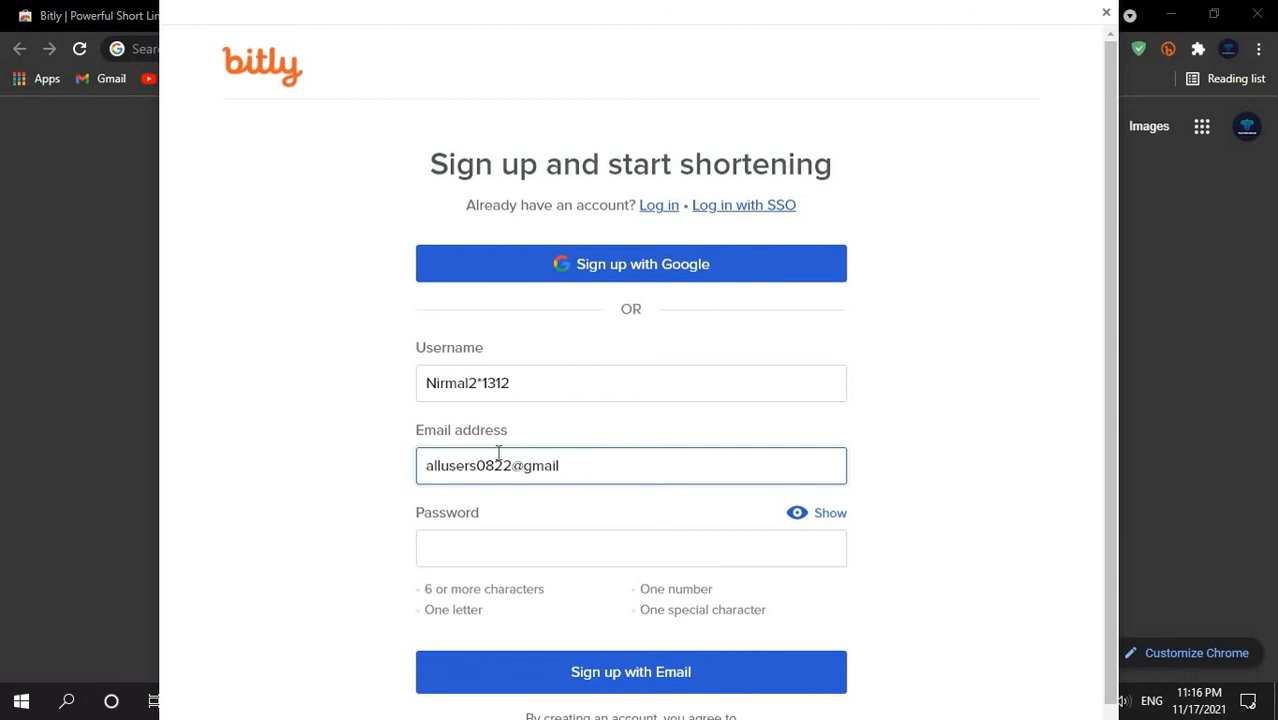 Bitly | Powerful Short Lin
×
bitly
Sear
Apps
Gmail
Reading list
Images
Sign up and start shortening
Already have an account? Log in • Log in with SSO
Sign up with Google
OR
Username
Nirmal2*1312
Email address
allusers0822@gmail
Password
Show
6 or more characters
One number
One letter
One special character
Sign up with Email
By creating an account, you agree to
Customize Chrome
ENG
11:16 PM
11/17/2021